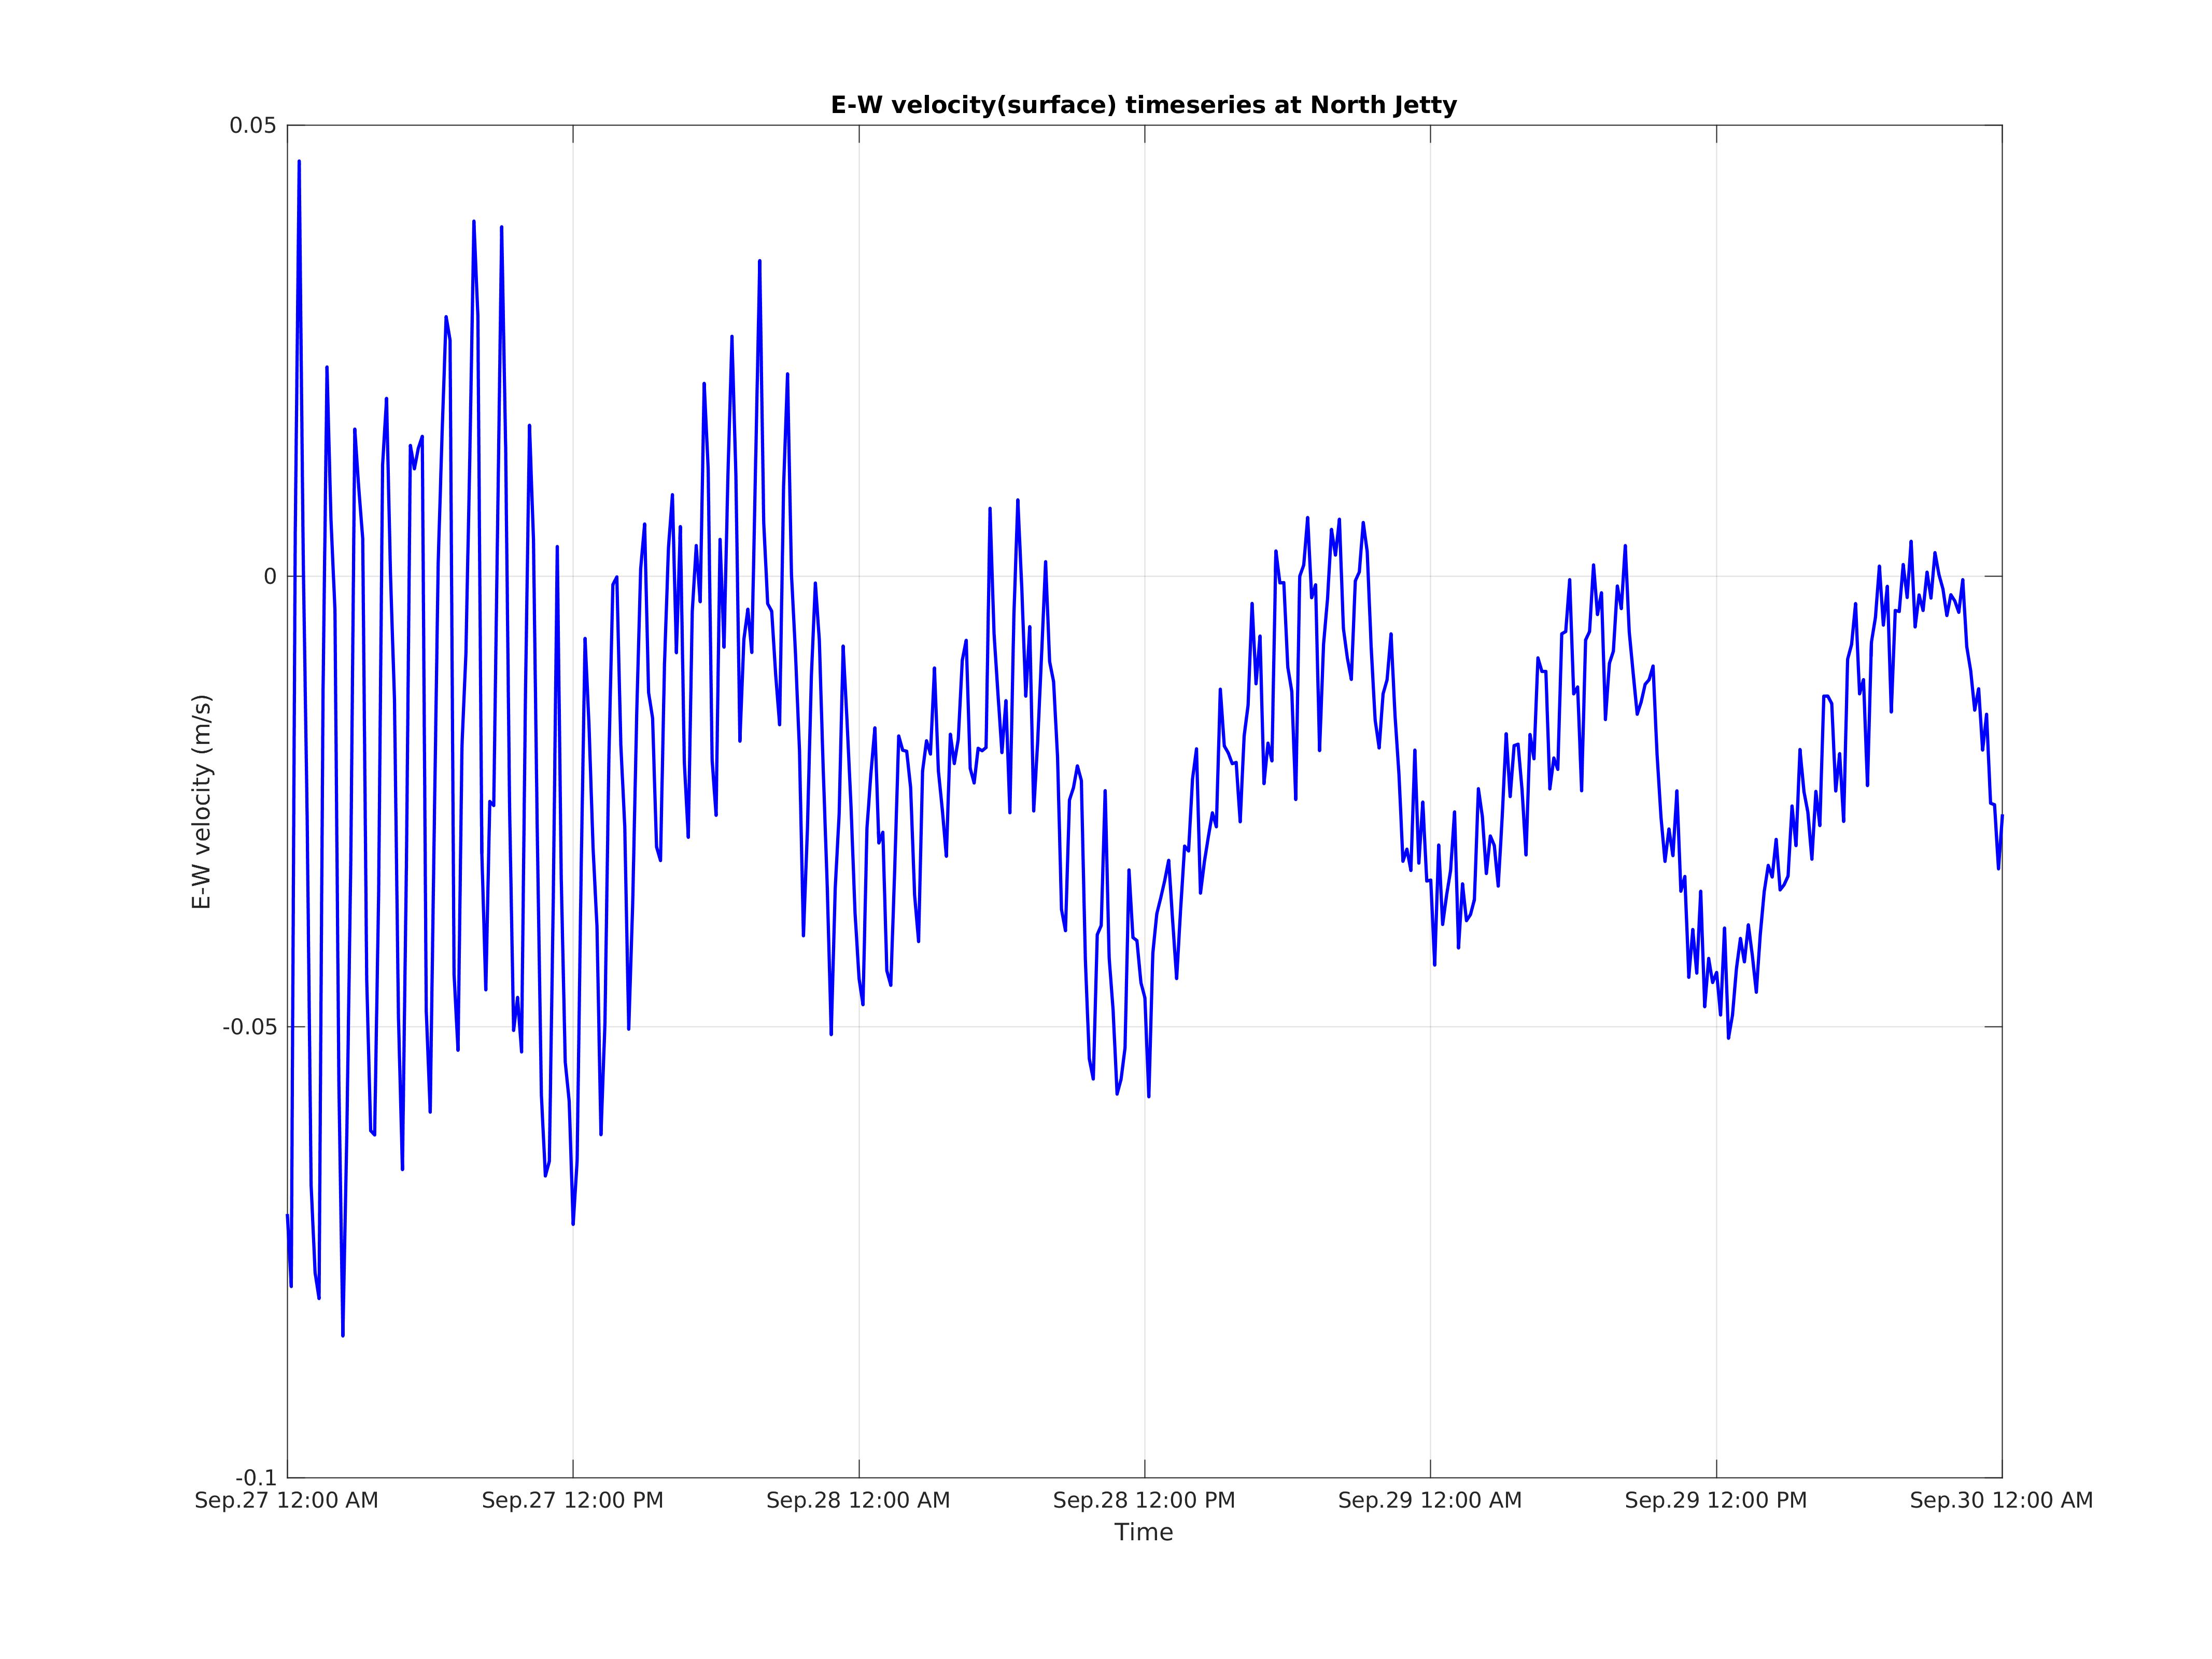 E-W velocity(surface) timeseries at North Jetty
0.05
0
-0.05
-0.1
E-W velocity (m/s)
Sep.27 12:00 AM
Sep.27 12:00 PM
Sep.28 12:00 AM
Sep.28 12:00 PM
Sep.29 12:00 AM
Sep.29 12:00 PM
Sep.30 12:00 AM
Time